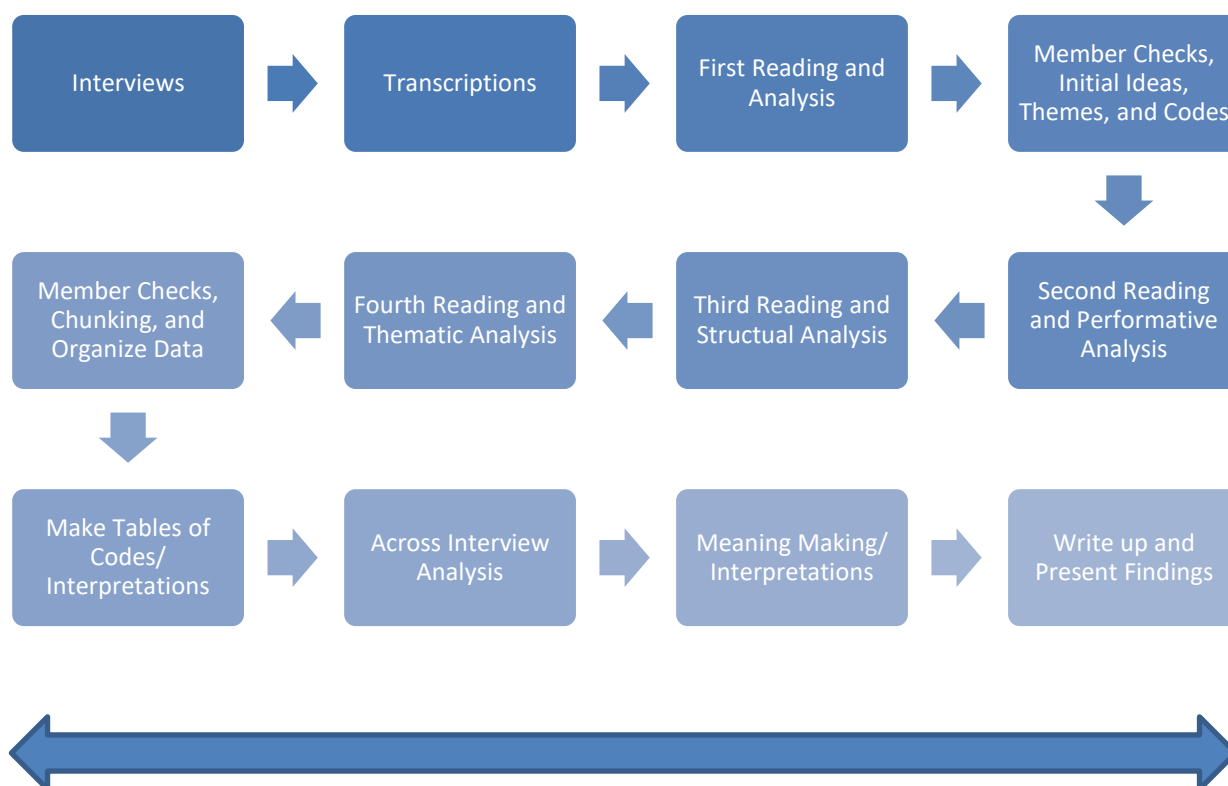 Interviews
Transcriptions
First Reading and
Analysis
Member Checks,
Initial Ideas,
Themes, and Codes
Second Reading
and Performative
Analysis
Third Reading and
Structual Analysis
Fourth Reading and
Thematic Analysis
Member Checks,
Chunking, and
Organize Data
Make Tables of
Codes/
Interpretations
Across Interview
Analysis
Meaning Making/
Interpretations
Write up and
Present Findings